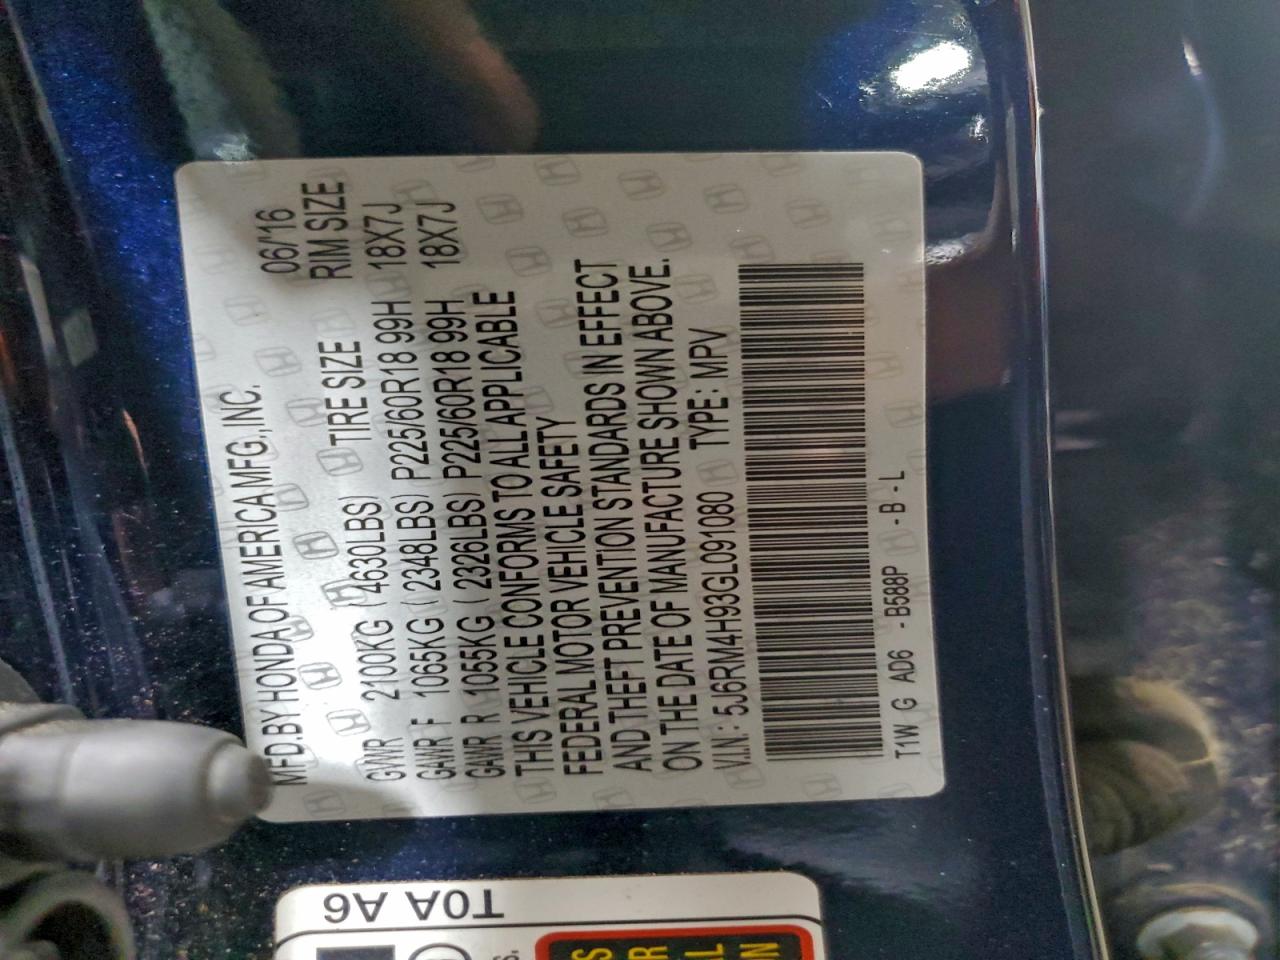 MFD.BY HONDA OF AMERICA MFG.,INC. 06/16
TIRE SIZE RIM SIZE
GVWR 2100KG (4630LBS)
GAWR F 1065KG (2348LBS) P225/60R18 99H 18X7J
GAWR R 1055KG (2326LBS) P225/60R18 99H 18X7J
THIS VEHICLE CONFORMS TO ALL APPLICABLE
FEDERAL MOTOR VEHICLE SAFETY
AND THEFT PREVENTION STANDARDS IN EFFECT
ON THE DATE OF MANUFACTURE SHOWN ABOVE.
V.I.N: 5J6RM4H93GL091080 TYPE: MPV
T1W G AD6 -B588P -B-L
T0A A6